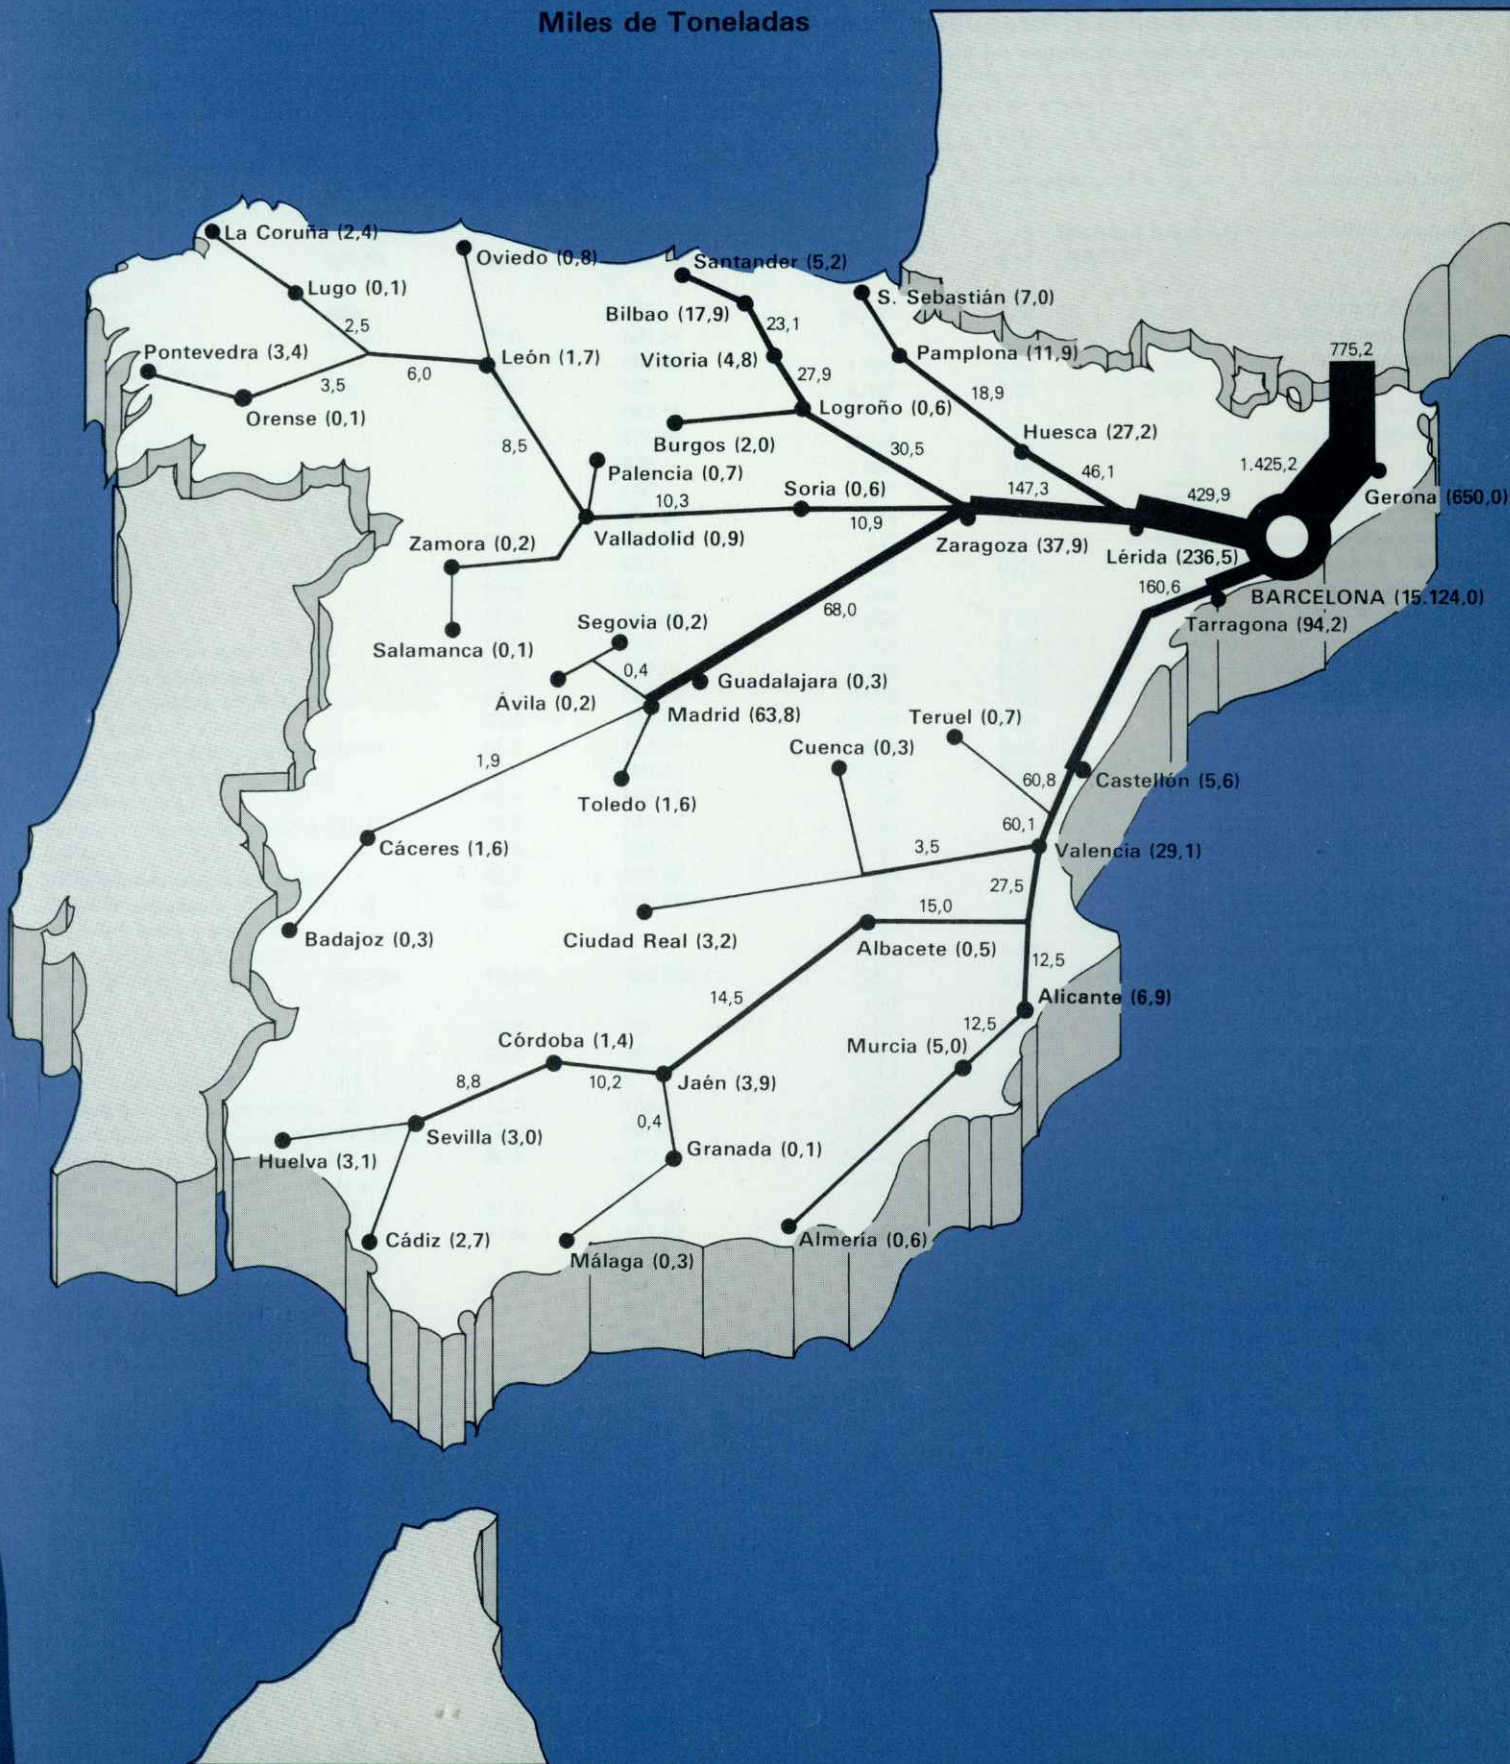 Miles de Toneladas
La Coruña (2,4)
Oviedo (0,8)
Santander (5,2)
Lugo (0,1)
S. Sebastián (7,0)
Bilbao (17,9)
23,1
2,5
Pontevedra (3,4)
León (1,7)
Vitoria (4,8)
Pamplona (11,9)
775,2
6,0
3,5
27,9
18,9
Orense (0,1)
Logroño (0,6)
Huesca (27,2)
8,5
Burgos (2,0)
30,5
46,1
1.425,2
Palencia (0,7)
Soria (0,6)
147,3
429,9
Gerona (650,0)
10,3
10,9
Zamora (0,2)
Valladolid (0,9)
Zaragoza (37,9)
Lérida (236,5)
160,6
BARCELONA (15.124,0)
68,0
Segovia (0,2)
Tarragona (94,2)
Salamanca (0,1)
0,4
Guadalajara (0,3)
Ávila (0,2)
Madrid (63,8)
Teruel (0,7)
Cuenca (0,3)
1,9
60,8
Castellón (5,6)
Toledo (1,6)
60,1
Cáceres (1,6)
3,5
Valencia (29,1)
27,5
15,0
Badajoz (0,3)
Ciudad Real (3,2)
Albacete (0,5)
12,5
14,5
Alicante (6,9)
12,5
Córdoba (1,4)
Murcia (5,0)
8,8
10,2
Jaén (3,9)
0,4
Sevilla (3,0)
Granada (0,1)
Huelva (3,1)
Cádiz (2,7)
Almería (0,6)
Málaga (0,3)